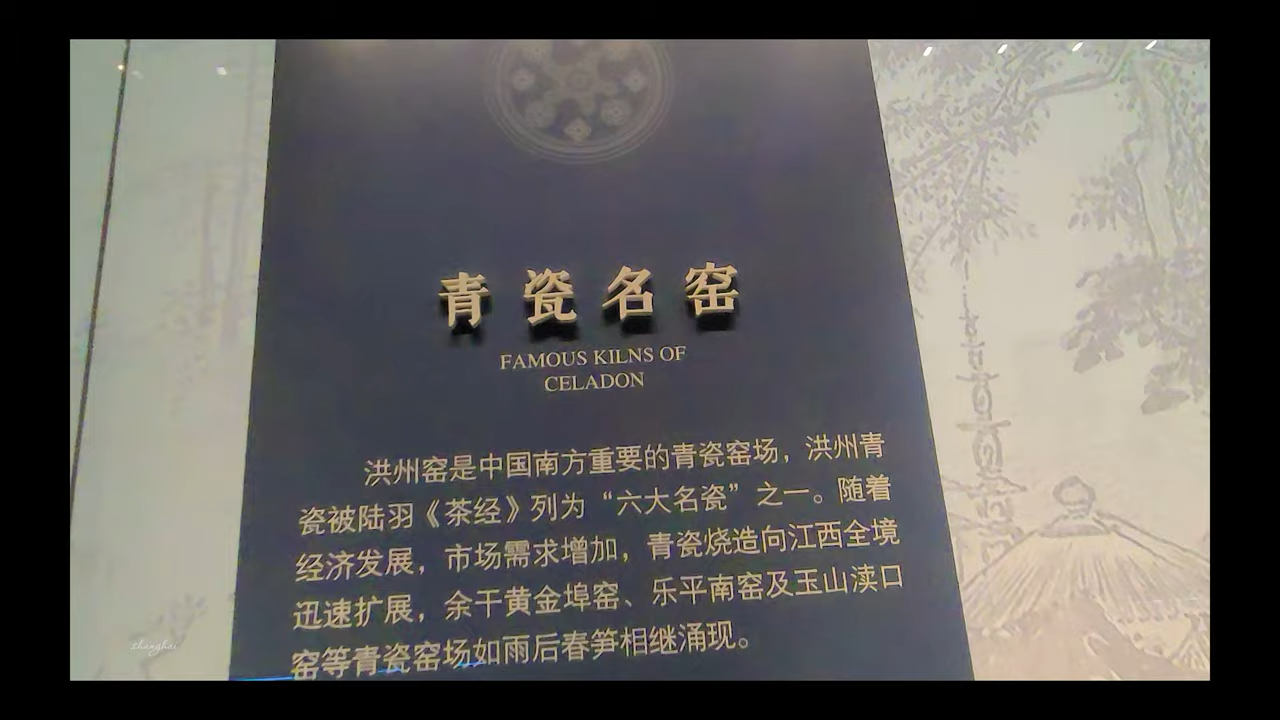 青瓷名窑
FAMOUS KILNS OF
CELADON
洪州窑是中国南方重要的青瓷窑场，洪州青
瓷被陆羽《茶经》列为“六大名瓷”之一。随着
经济发展，市场需求增加，青瓷烧造向江西全境
迅速扩展，余干黄金埠窑、乐平南窑及玉山渎口
窑等青瓷窑场如雨后春笋相继涌现。
shanghai